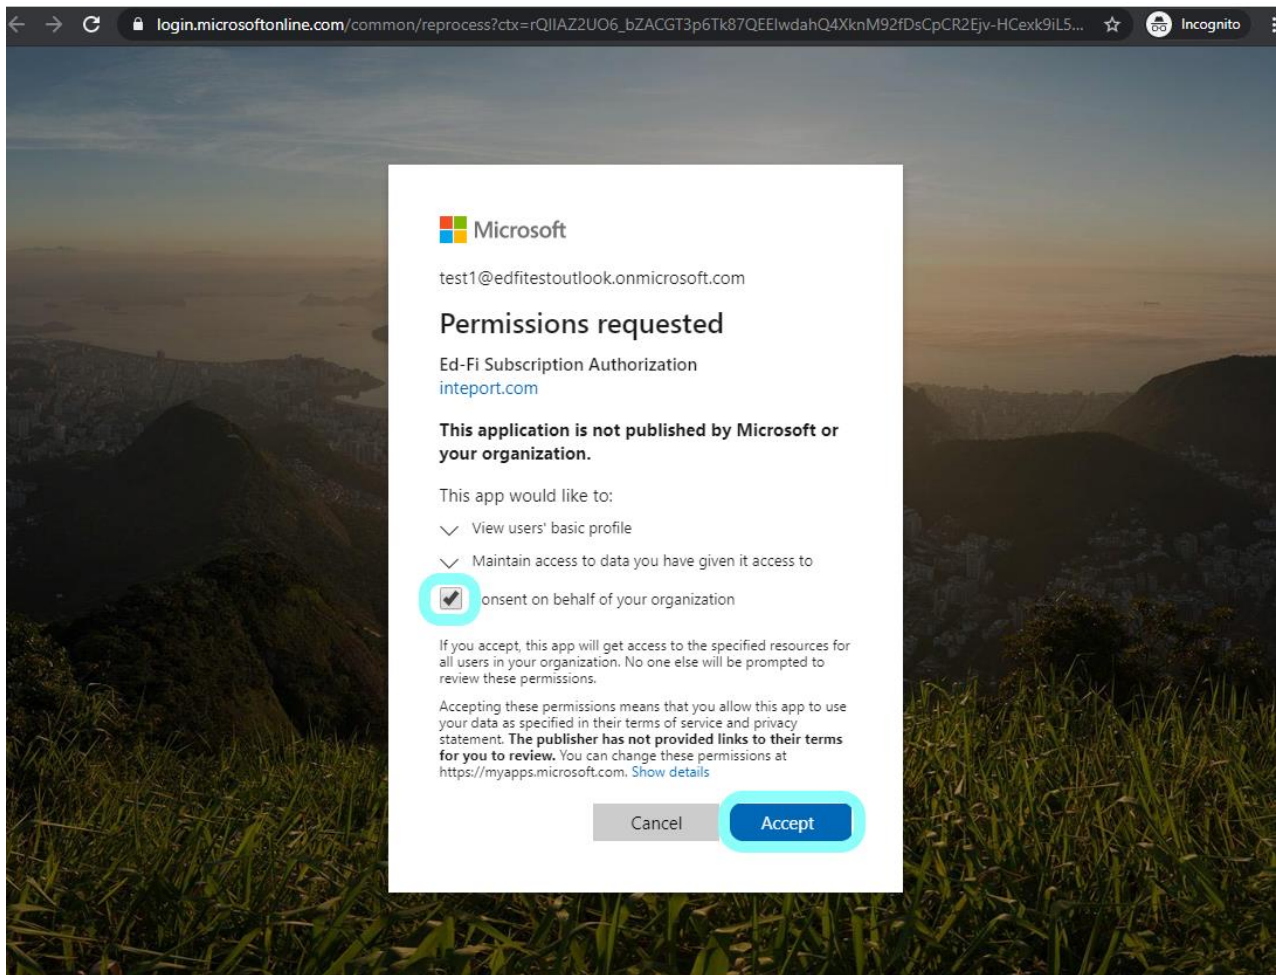 login.microsoftonline.com/common/reprocess?ctx=rQIIAZ2UO6_bZACGT3p6Tk87QEEIwdahQ4XknM92fDsCpCR2Ejv-HCexk9iL5... Incognito
Microsoft
test1@edfitestoutlook.onmicrosoft.com
Permissions requested
Ed-Fi Subscription Authorization
inteport.com
This application is not published by Microsoft or
your organization.
This app would like to:
View users' basic profile
Maintain access to data you have given it access to
onsent on behalf of your organization
If you accept, this app will get access to the specified resources for
all users in your organization. No one else will be prompted to
review these permissions.
Accepting these permissions means that you allow this app to use
your data as specified in their terms of service and privacy
statement. The publisher has not provided links to their terms
for you to review. You can change these permissions at
https://myapps.microsoft.com. Show details
Cancel Accept